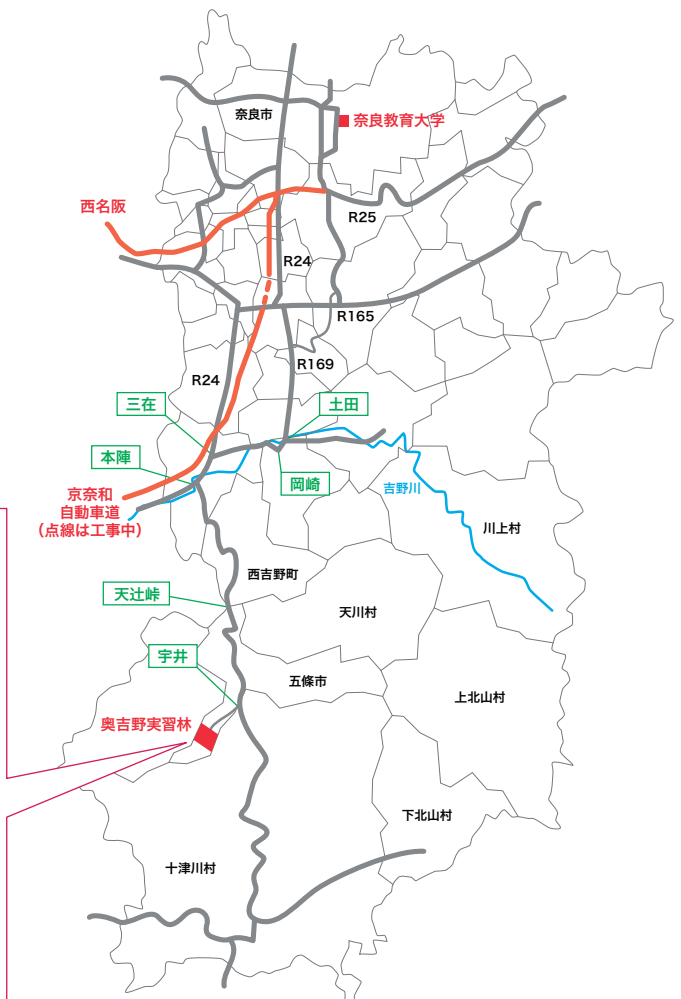 奈良市
奈良教育大学
西名阪
R25
R24
R165
R169
R24
三在
土田
本陣
岡崎
京奈和
自動車道
(点線は工事中)
吉野川
川上村
西吉野町
天辻峠
天川村
宇井
五條市
上北山村
奥吉野実習林
下北山村
十津川村